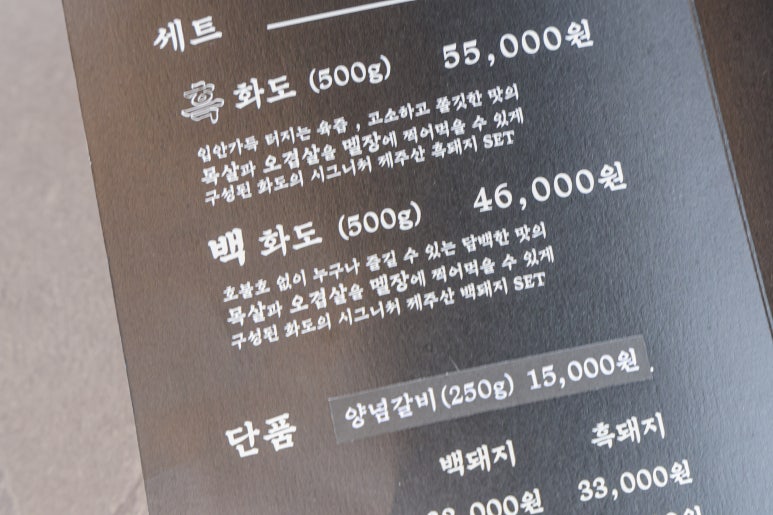 세트
흑 화도 (500g) 55,000원
입안가득 터지는 육즙, 고소하고 쫄깃한 맛의
목살과 오겹살을 멜장에 찍어먹을 수 있게
구성된 화도의 시그니처 제주산 흑돼지 SET
백 화도 (500g) 46,000원
호불호 없이 누구나 즐길 수 있는 담백한 맛의
목살과 오겹살을 멜장에 찍어먹을 수 있게
구성된 화도의 시그니처 제주산 백돼지 SET
양념갈비(250g) 15,000원
단품
백돼지 흑돼지
33,000원